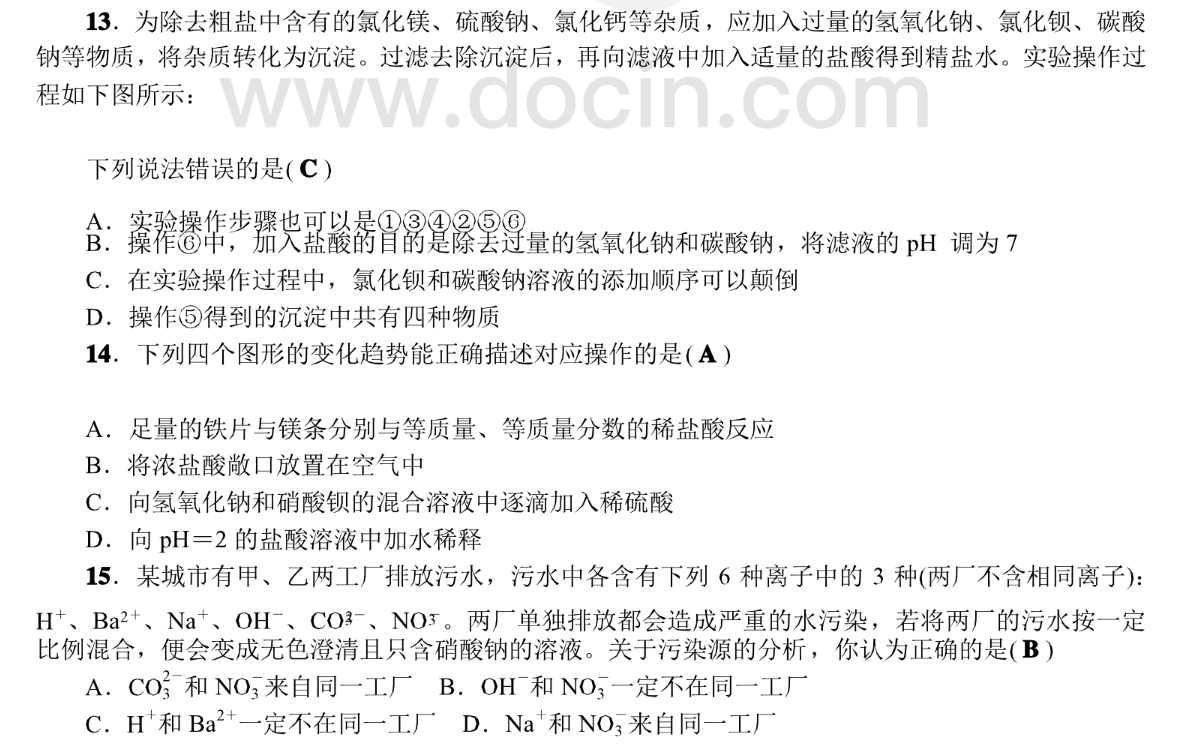 13．为除去粗盐中含有的氯化镁、硫酸钠、氯化钙等杂质，应加入过量的氢氧化钠、氯化钡、碳酸
钠等物质，将杂质转化为沉淀。过滤去除沉淀后，再向滤液中加入适量的盐酸得到精盐水。实验操作过
程如下图所示：
www.docin.com
下列说法错误的是( C )
A．实验操作步骤也可以是①③④②⑤⑥
B．操作⑥中，加入盐酸的目的是除去过量的氢氧化钠和碳酸钠，将滤液的 pH 调为 7
C．在实验操作过程中，氯化钡和碳酸钠溶液的添加顺序可以颠倒
D．操作⑤得到的沉淀中共有四种物质
14．下列四个图形的变化趋势能正确描述对应操作的是( A )
A．足量的铁片与镁条分别与等质量、等质量分数的稀盐酸反应
B．将浓盐酸敞口放置在空气中
C．向氢氧化钠和硝酸钡的混合溶液中逐滴加入稀硫酸
D．向 pH＝2 的盐酸溶液中加水稀释
15．某城市有甲、乙两工厂排放污水，污水中各含有下列 6 种离子中的 3 种(两厂不含相同离子)：
H⁺、Ba²⁺、Na⁺、OH⁻、CO₃²⁻、NO₃⁻。两厂单独排放都会造成严重的水污染，若将两厂的污水按一定
比例混合，便会变成无色澄清且只含硝酸钠的溶液。关于污染源的分析，你认为正确的是( B )
A．CO₃²⁻和 NO₃⁻来自同一工厂 B．OH⁻和 NO₃⁻一定不在同一工厂
C．H⁺和 Ba²⁺一定不在同一工厂 D．Na⁺和 NO₃⁻来自同一工厂